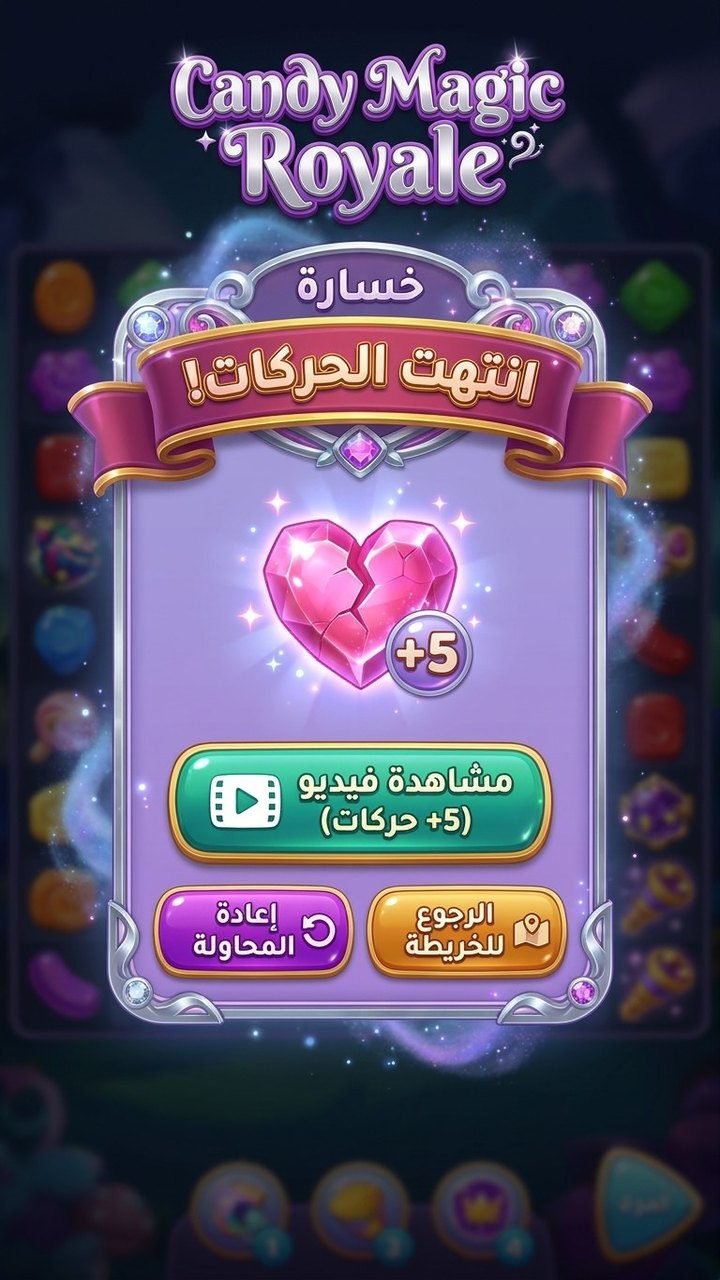 Candy Magic
Royale
خسارة
انتهت الحركات!
+5
مشاهدة فيديو
(+5 حركات)
إعادة
المحاولة
الرجوع
للخريطة